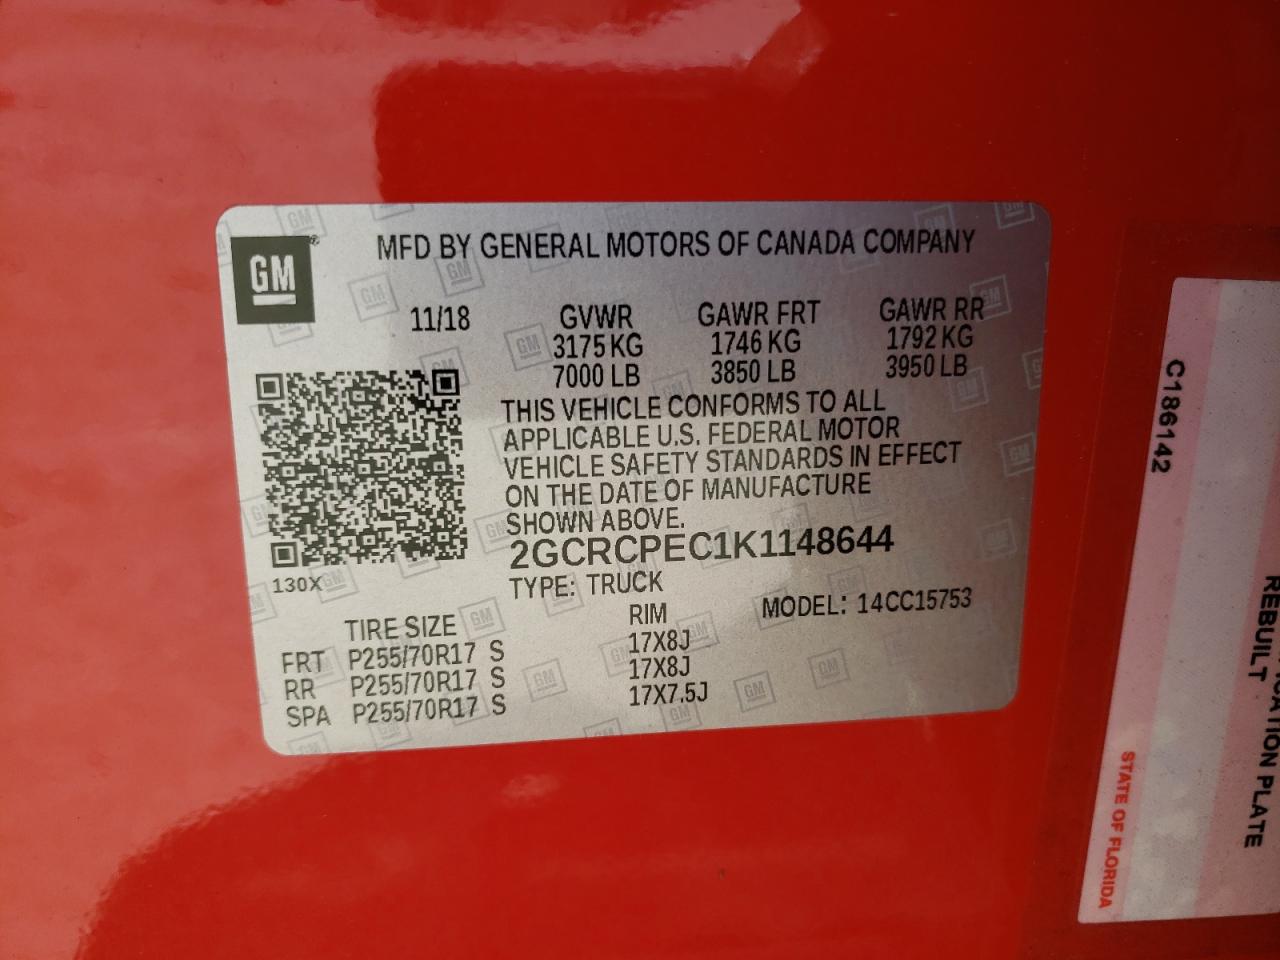 GM
MFD BY GENERAL MOTORS OF CANADA COMPANY
11/18 GVWR GAWR FRT GAWR RR
3175 KG 1746 KG 1792 KG
7000 LB 3850 LB 3950 LB
THIS VEHICLE CONFORMS TO ALL
APPLICABLE U.S. FEDERAL MOTOR
VEHICLE SAFETY STANDARDS IN EFFECT
ON THE DATE OF MANUFACTURE
SHOWN ABOVE.
2GCRCPEC1K1148644
130X
TYPE: TRUCK
MODEL: 14CC15753
TIRE SIZE RIM
FRT P255/70R17 S 17X8J
RR P255/70R17 S 17X8J
SPA P255/70R17 S 17X7.5J
C186142
REBUILT
PLATE
STATE OF FLORIDA